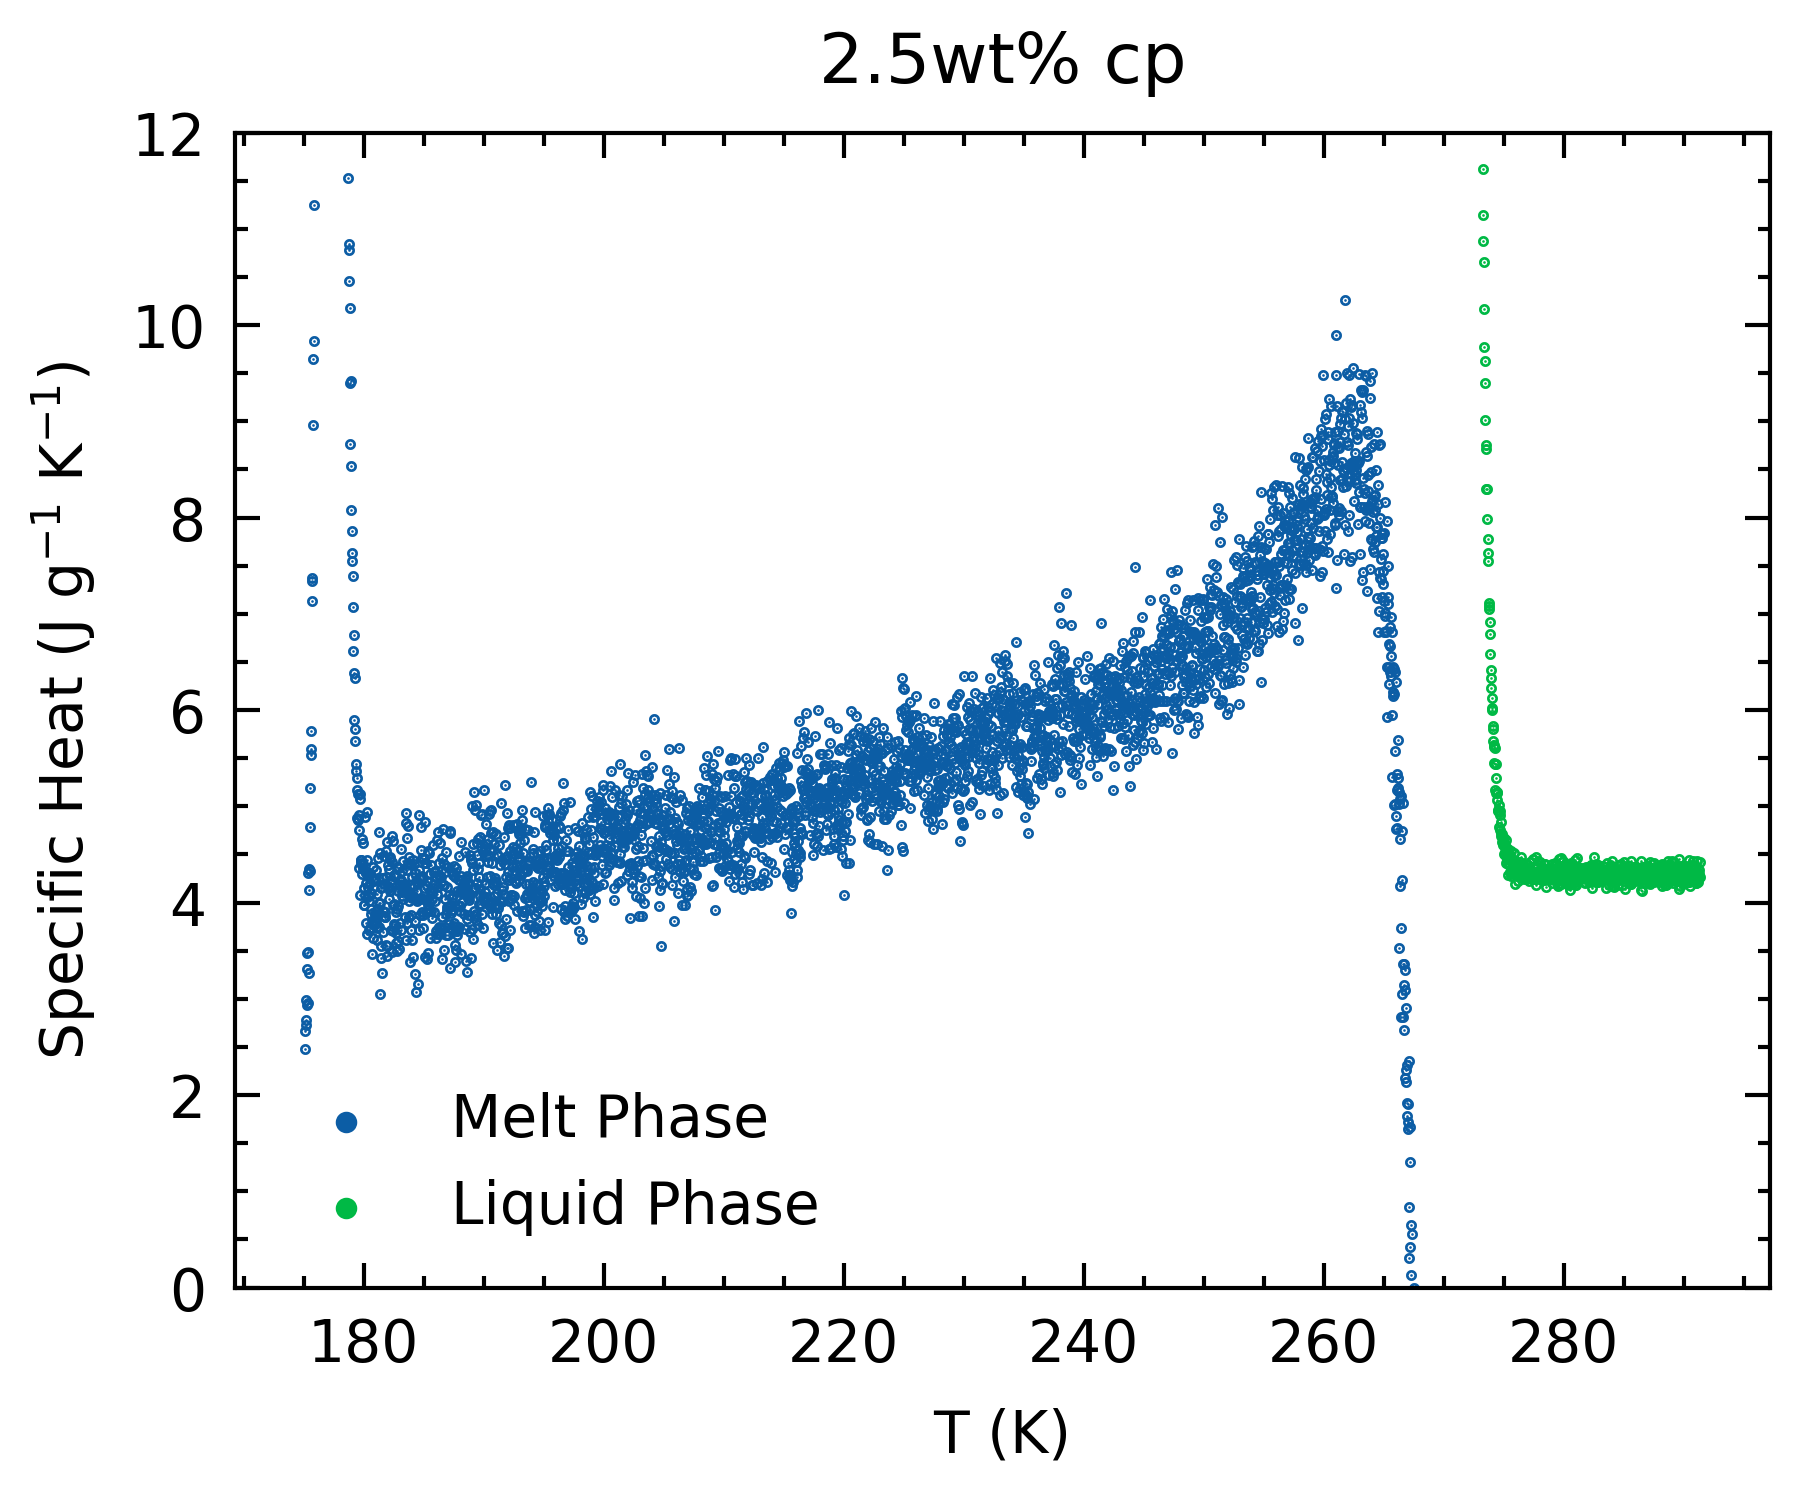 2.5wt% cp
12
10
8
6
4
2
0
Specific Heat (J g⁻¹ K⁻¹)
Melt Phase
Liquid Phase
180 200 220 240 260 280
T (K)